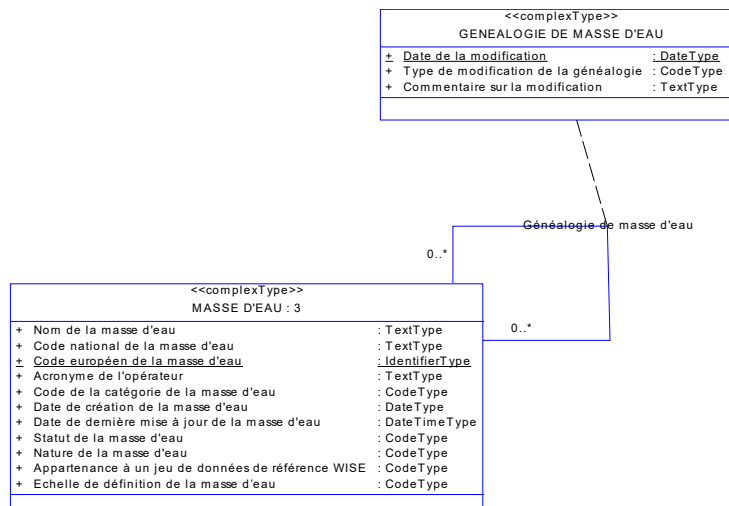 <<complexType>>
GENEALOGIE DE MASSE D'EAU
+ Date de la modification : DateType
+ Type de modification de la généalogie : CodeType
+ Commentaire sur la modification : TextType
Généalogie de masse d'eau
0..*
<<complexType>>
MASSE D'EAU : 3
0..*
+ Nom de la masse d'eau : TextType
+ Code national de la masse d'eau : TextType
+ Code européen de la masse d'eau : IdentifierType
+ Acronyme de l'opérateur : TextType
+ Code de la catégorie de la masse d'eau : CodeType
+ Date de création de la masse d'eau : DateType
+ Date de dernière mise à jour de la masse d'eau : DateTimeType
+ Statut de la masse d'eau : CodeType
+ Nature de la masse d'eau : CodeType
+ Appartenance à un jeu de données de référence WISE : CodeType
+ Echelle de définition de la masse d'eau : CodeType